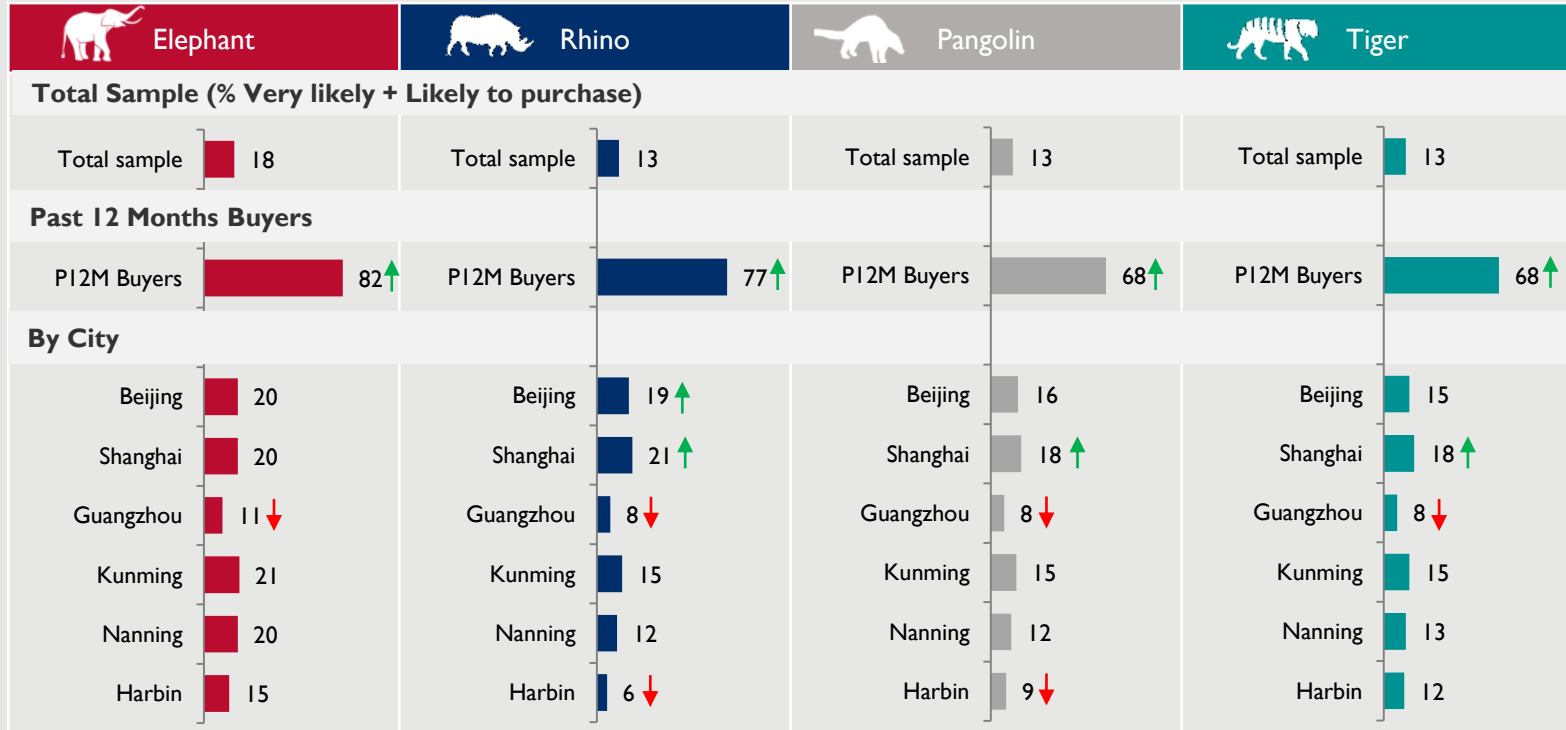 Elephant Rhino Pangolin Tiger
Total Sample (% Very likely + Likely to purchase)
Total sample 18 Total sample 13 Total sample 13 Total sample 13
Past 12 Months Buyers
P12M Buyers 82 P12M Buyers 77 P12M Buyers 68 P12M Buyers 68
By City
Beijing 20 Beijing 19 Beijing 16 Beijing 15
Shanghai 20 Shanghai 21 Shanghai 18 Shanghai 18
Guangzhou 11 Guangzhou 8 Guangzhou 8 Guangzhou 8
Kunming 21 Kunming 15 Kunming 15 Kunming 15
Nanning 20 Nanning 12 Nanning 12 Nanning 13
Harbin 15 Harbin 6 Harbin 9 Harbin 12